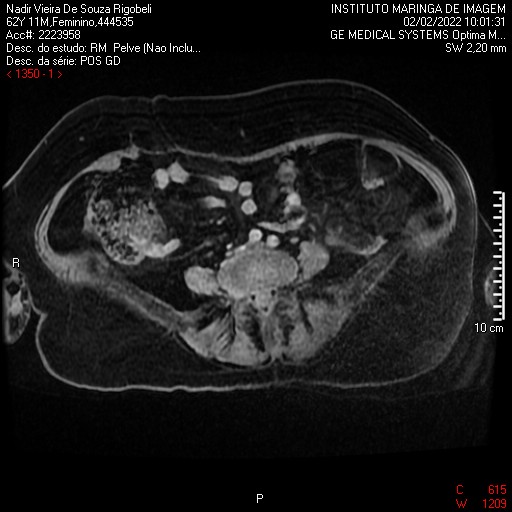 Nadir Vieira De Souza Rigobeli
62Y 11M,Feminino,444535
Acc#: 2223958
Desc. do estudo: RM Pelve (Nao Inclu...
Desc. da série: POS GD
< 1350 - 1 >
INSTITUTO MARINGA DE IMAGEM
02/02/2022 10:01:31
GE MEDICAL SYSTEMS Optima M...
SW 2,20 mm
R
10 cm
P
C 615
W 1209